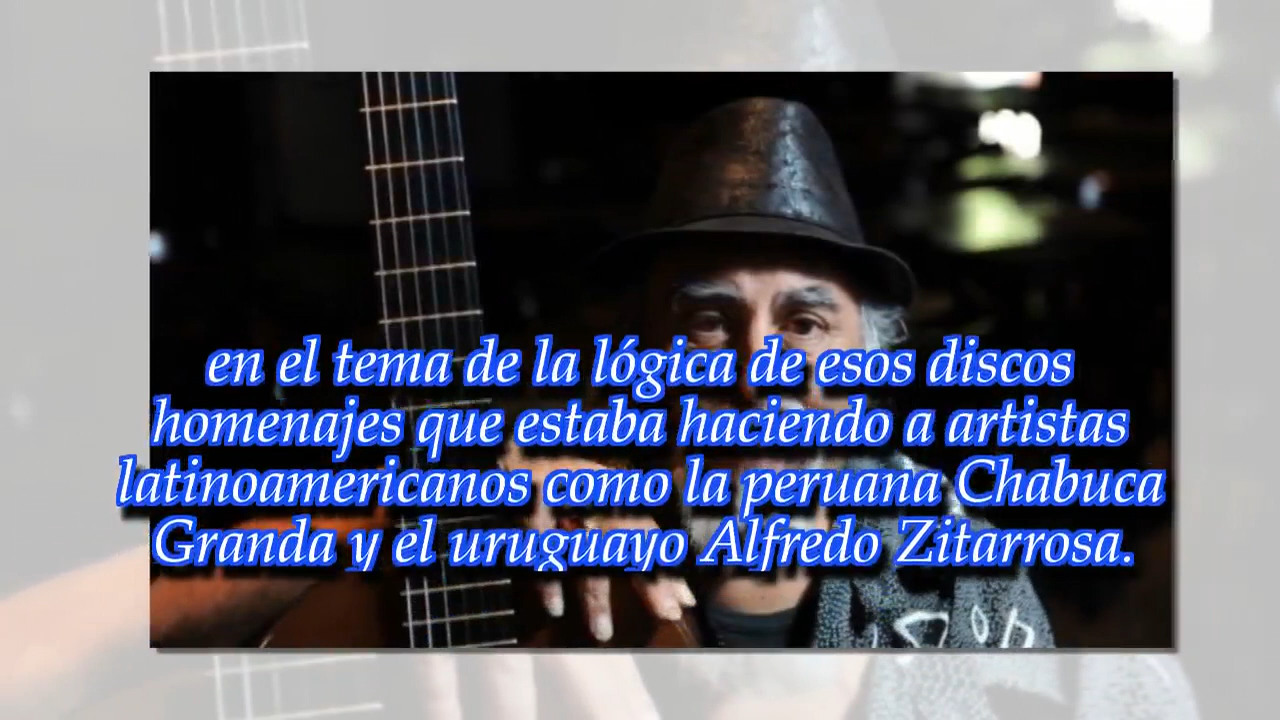 en el tema de la lógica de esos discos
homenajes que estaba haciendo a artistas
latinoamericanos como la peruana Chabuca
Granda y el uruguayo Alfredo Zitarrosa.